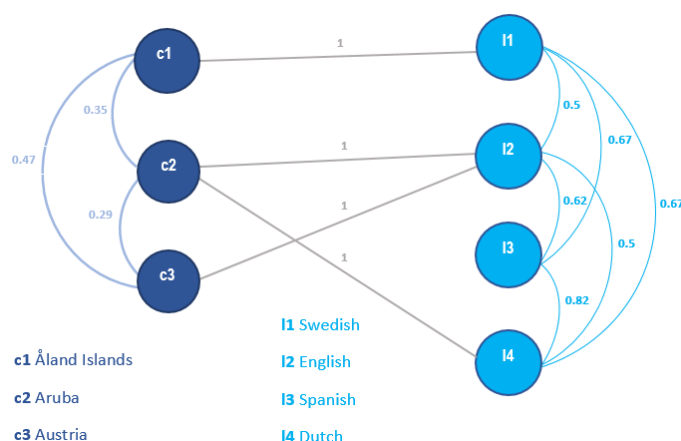 c1
1
l1
0.35
0.5
0.47
c2
1
l2
0.67
0.29
1
0.62
0.67
c3
1
l3
0.5
0.82
l4
l1 Swedish
c1 Åland Islands
l2 English
c2 Aruba
l3 Spanish
c3 Austria
l4 Dutch